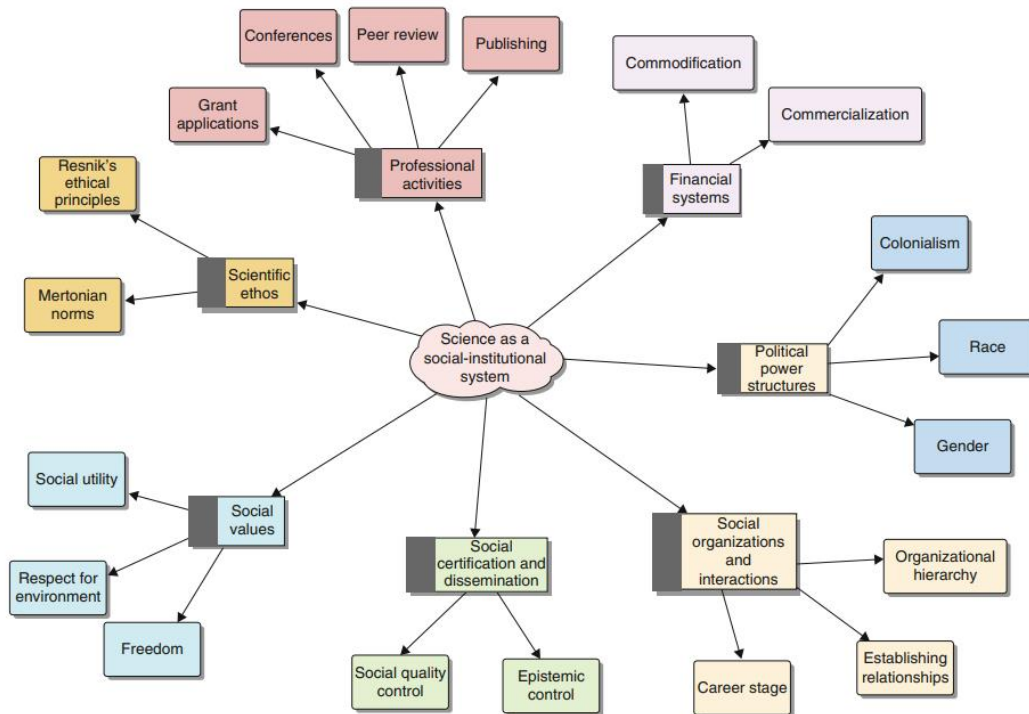 Conferences
Peer review
Publishing
Grant
applications
Professional
activities
Commodification
Commercialization
Financial
systems
Resnik's
ethical
principles
Mertonian
norms
Scientific
ethos
Science as a
social-institutional
system
Colonialism
Race
Gender
Political
power
structures
Social utility
Respect for
environment
Freedom
Social
values
Social
certification and
dissemination
Social quality
control
Epistemic
control
Social
organizations
and
interactions
Organizational
hierarchy
Establishing
relationships
Career stage